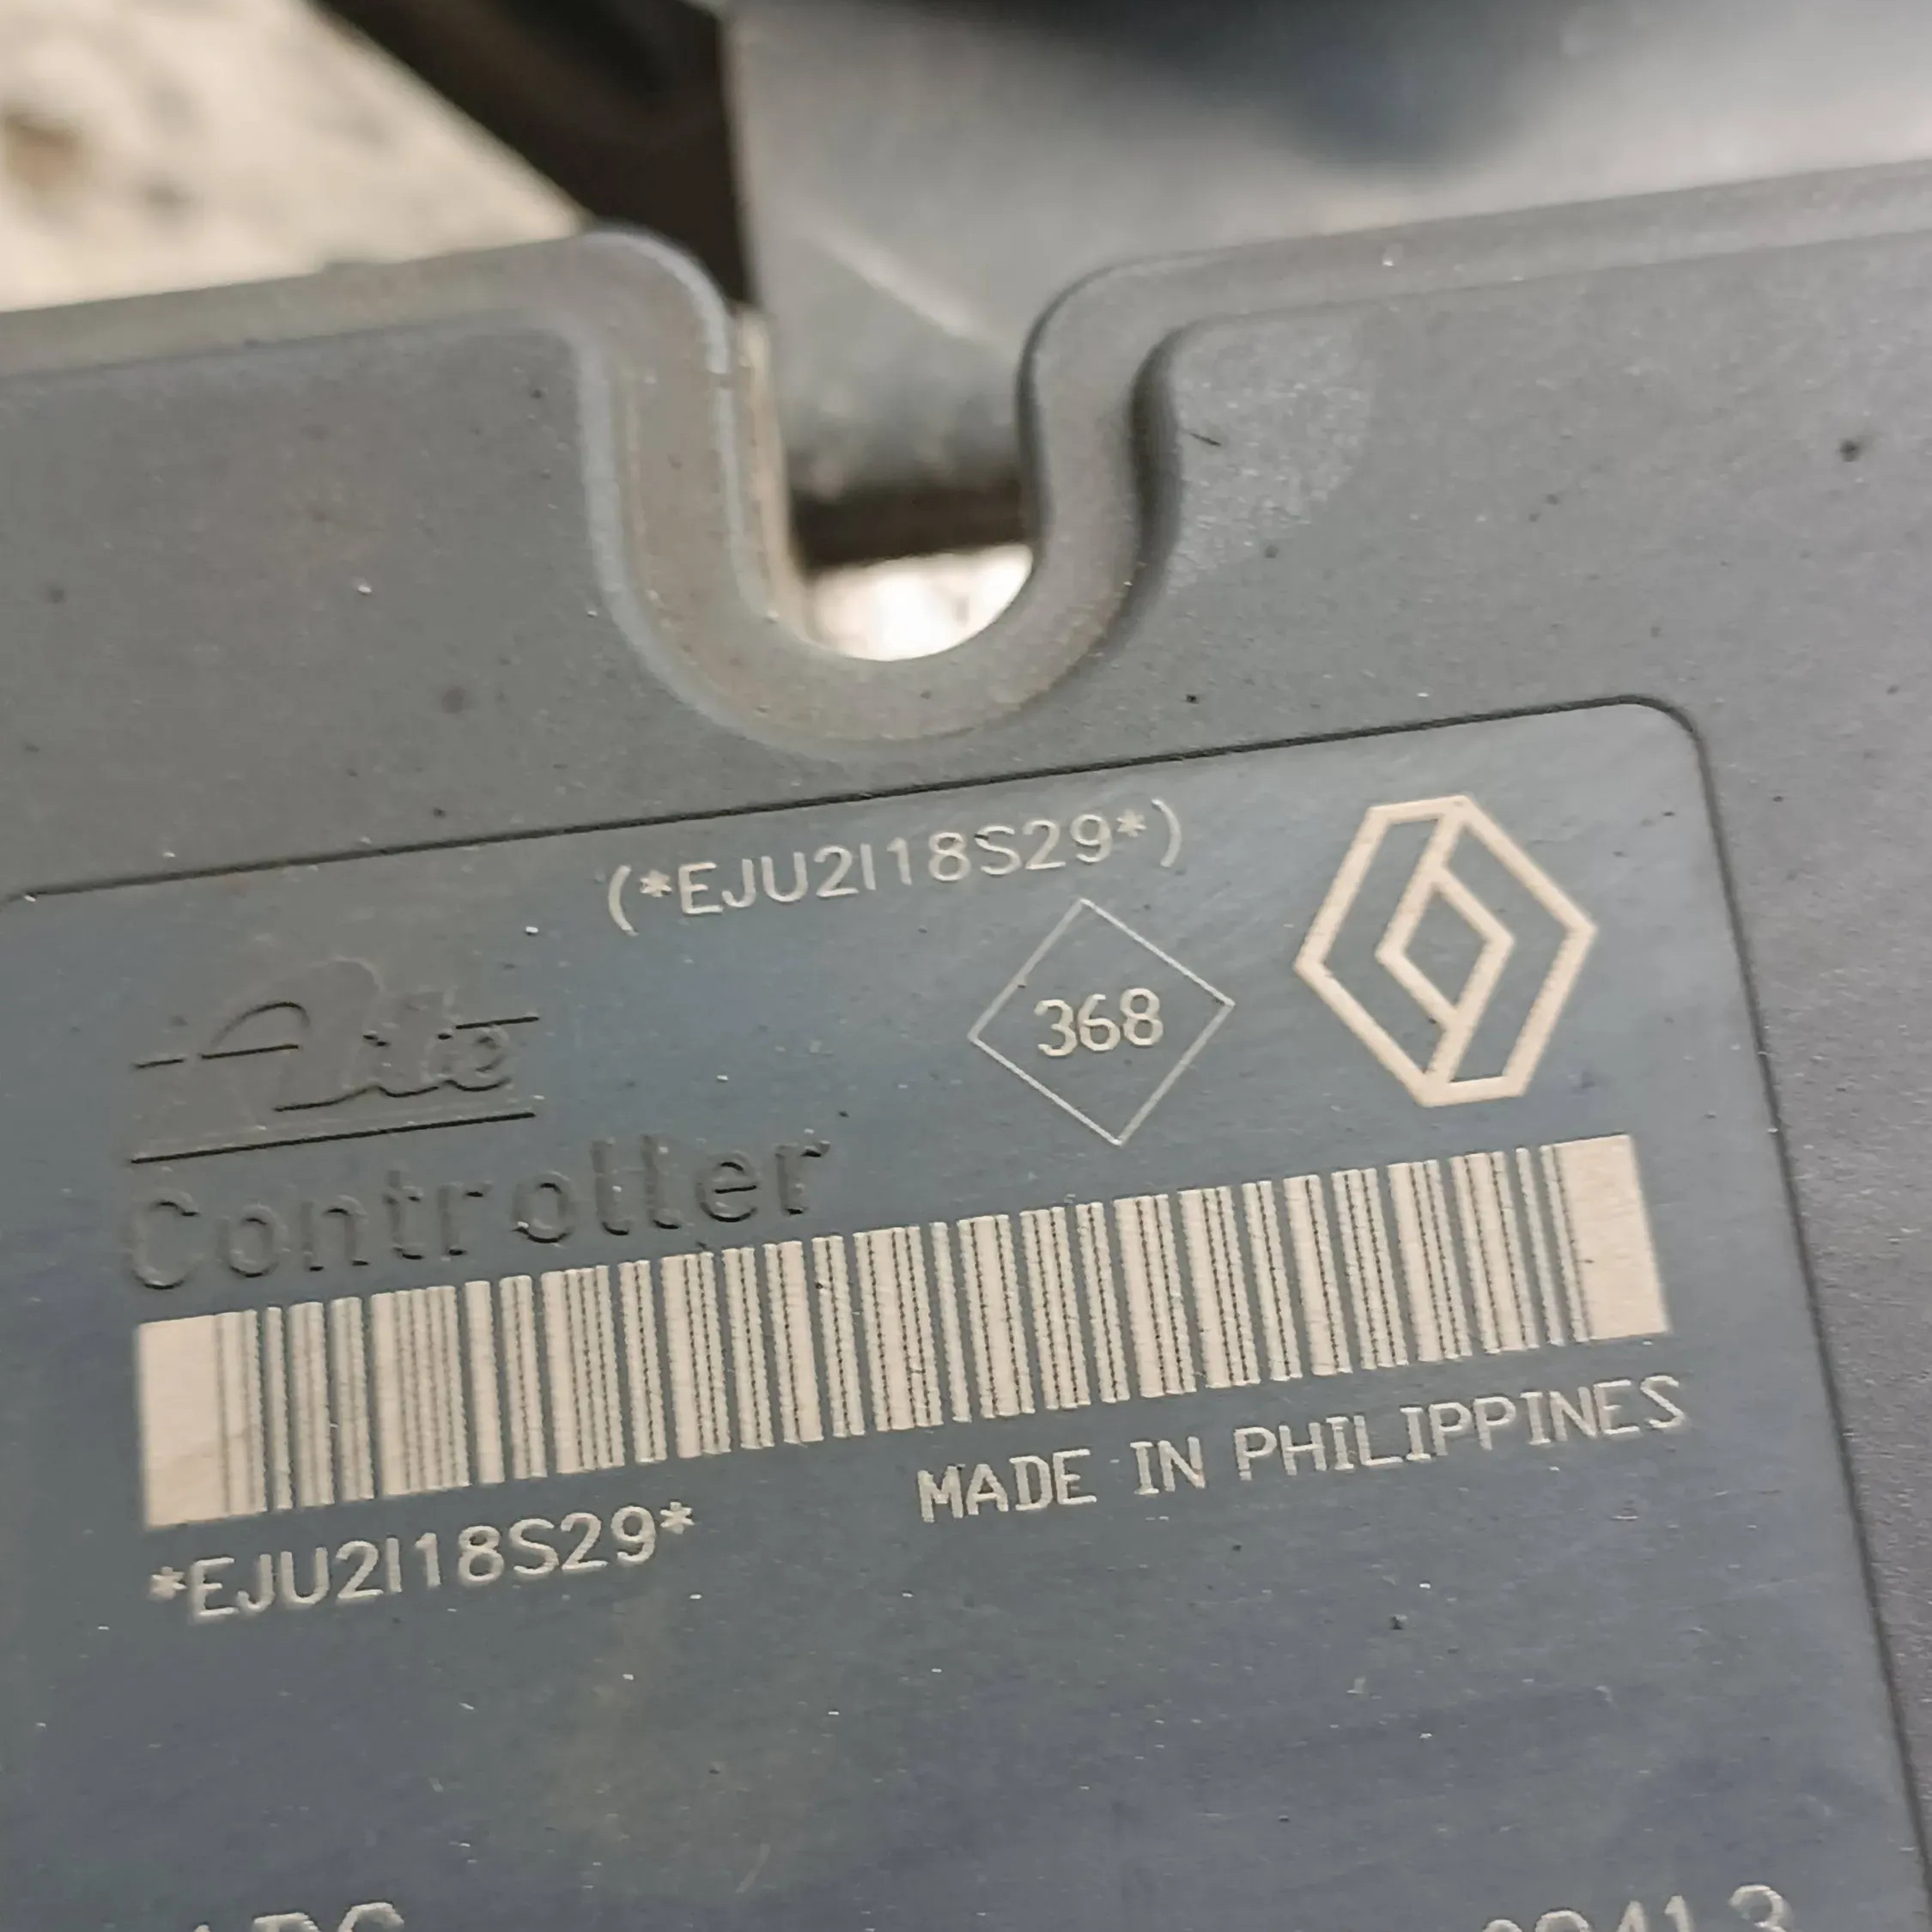 (*EJU2I18S29*)
Ate
368
Controller
MADE IN PHILIPPINES
*EJU2I18S29*